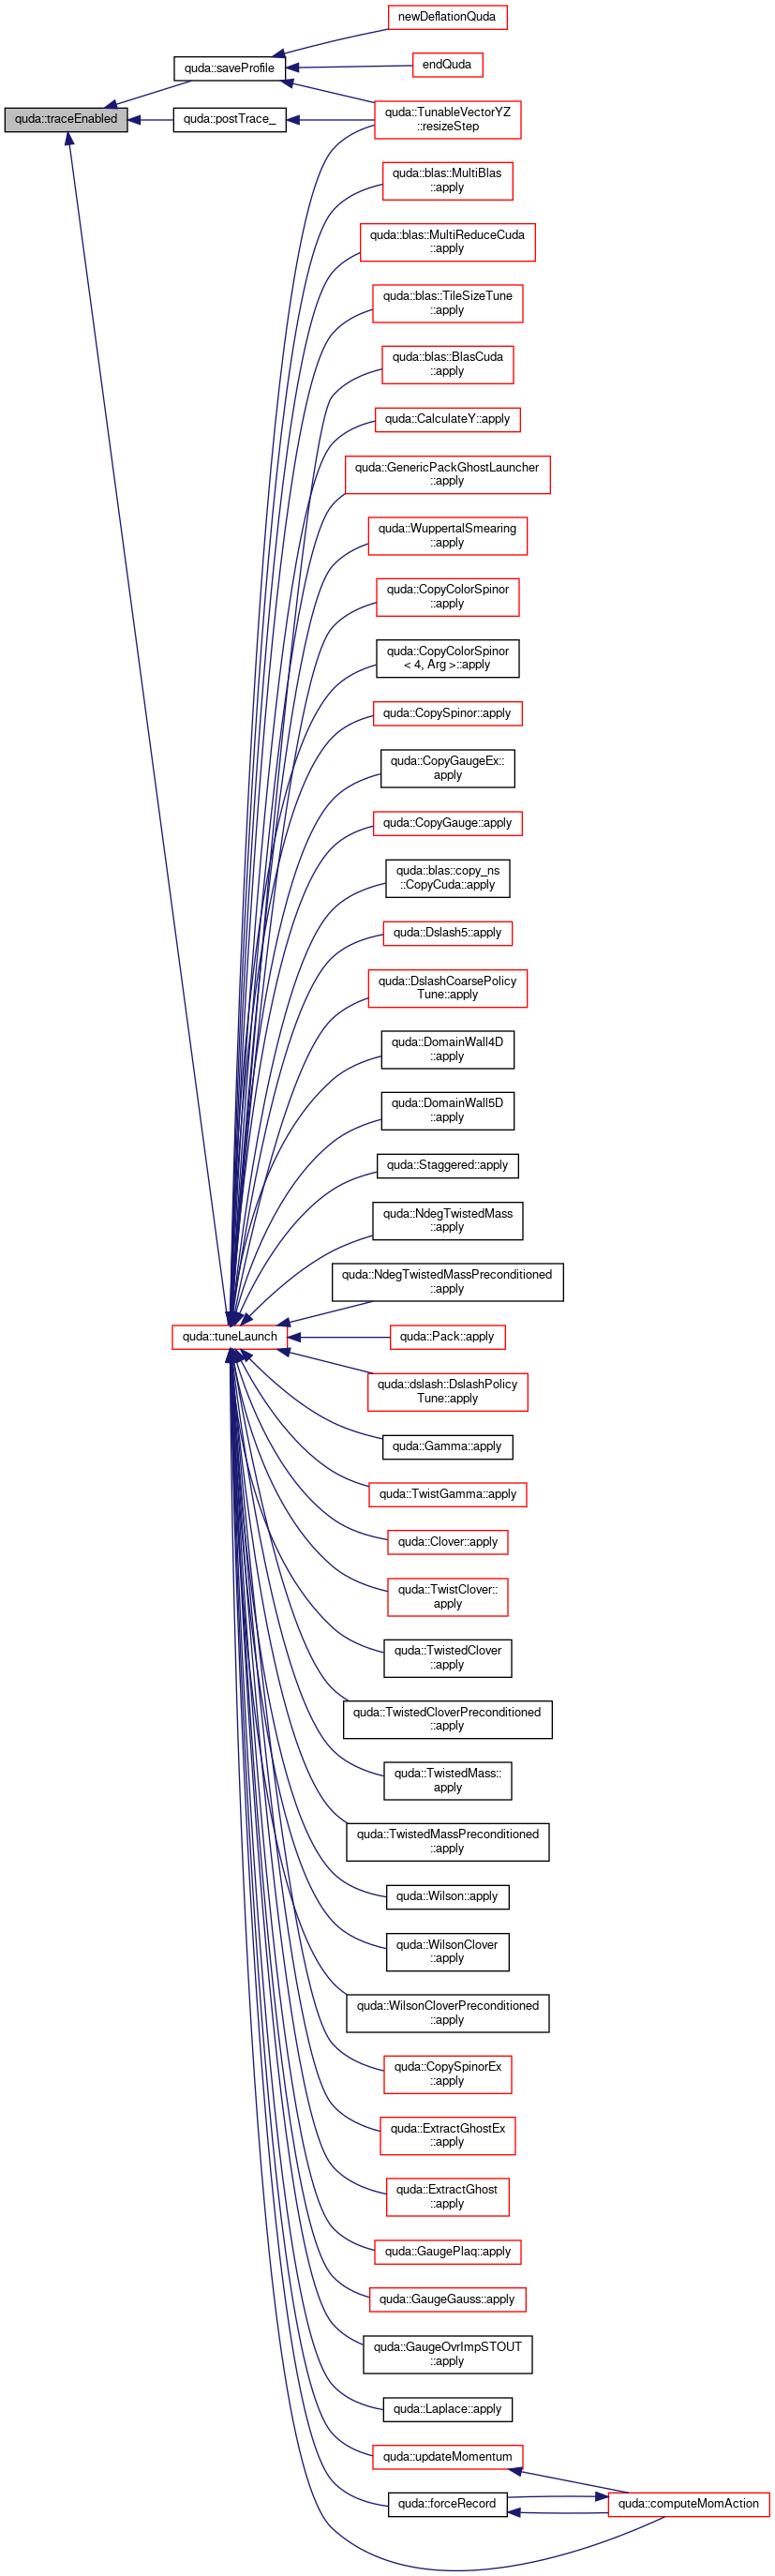 newDeflationQuda
quda::saveProfile
endQuda
quda::traceEnabled
quda::postTrace_
quda::TunableVectorYZ
::resizeStep
quda::blas::MultiBlas
::apply
quda::blas::MultiReduceCuda
::apply
quda::blas::TileSizeTune
::apply
quda::blas::BlasCuda
::apply
quda::CalculateY::apply
quda::GenericPackGhostLauncher
::apply
quda::WuppertalSmearing
::apply
quda::CopyColorSpinor
::apply
quda::CopyColorSpinor
< 4, Arg >::apply
quda::CopySpinor::apply
quda::CopyGaugeEx::
apply
quda::CopyGauge::apply
quda::blas::copy_ns
::CopyCuda::apply
quda::Dslash5::apply
quda::DslashCoarsePolicy
Tune::apply
quda::DomainWall4D
::apply
quda::DomainWall5D
::apply
quda::Staggered::apply
quda::NdegTwistedMass
::apply
quda::NdegTwistedMassPreconditioned
::apply
quda::tuneLaunch
quda::Pack::apply
quda::dslash::DslashPolicy
Tune::apply
quda::Gamma::apply
quda::TwistGamma::apply
quda::Clover::apply
quda::TwistClover::
apply
quda::TwistedClover
::apply
quda::TwistedCloverPreconditioned
::apply
quda::TwistedMass::
apply
quda::TwistedMassPreconditioned
::apply
quda::Wilson::apply
quda::WilsonClover
::apply
quda::WilsonCloverPreconditioned
::apply
quda::CopySpinorEx
::apply
quda::ExtractGhostEx
::apply
quda::ExtractGhost
::apply
quda::GaugePlaq::apply
quda::GaugeGauss::apply
quda::GaugeOvrImpSTOUT
::apply
quda::Laplace::apply
quda::updateMomentum
quda::forceRecord
quda::computeMomAction